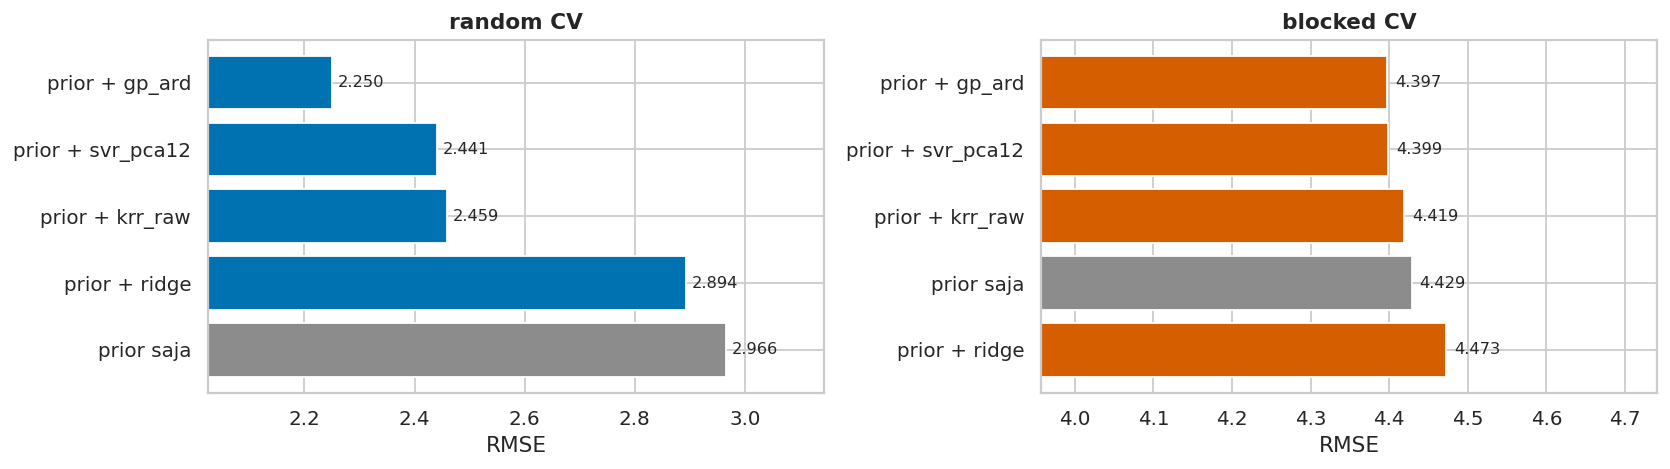 random CV
prior + gp_ard
2.250
prior + svr_pca12
2.441
prior + krr_raw
2.459
prior + ridge
2.894
prior saja
2.966
2.2 2.4 2.6 2.8 3.0
RMSE
blocked CV
prior + gp_ard
4.397
prior + svr_pca12
4.399
prior + krr_raw
4.419
prior saja
4.429
prior + ridge
4.473
4.0 4.1 4.2 4.3 4.4 4.5 4.6 4.7
RMSE